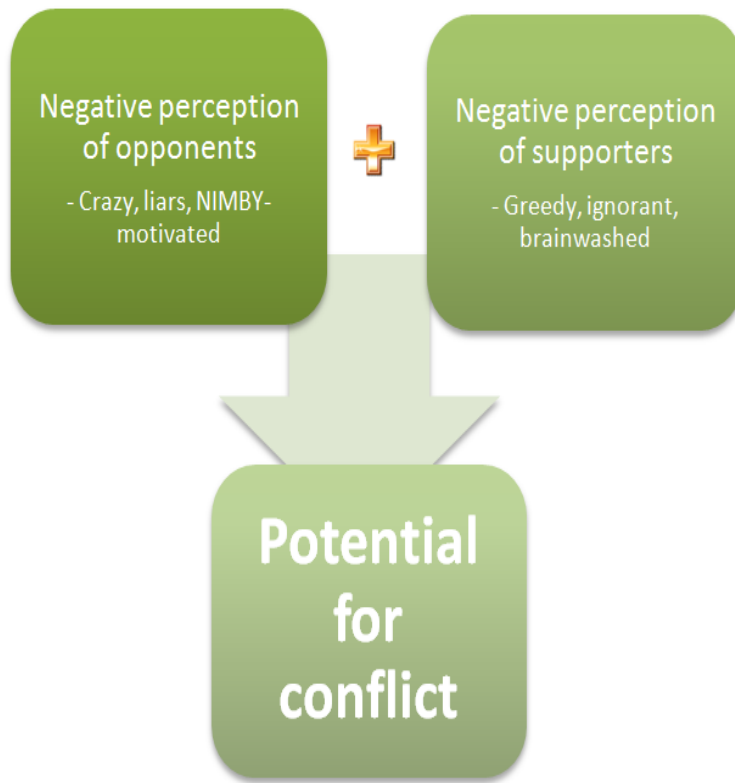 Negative perception
of opponents
- Crazy, liars, NIMBY-
motivated
Negative perception
of supporters
- Greedy, ignorant,
brainwashed
Potential
for
conflict